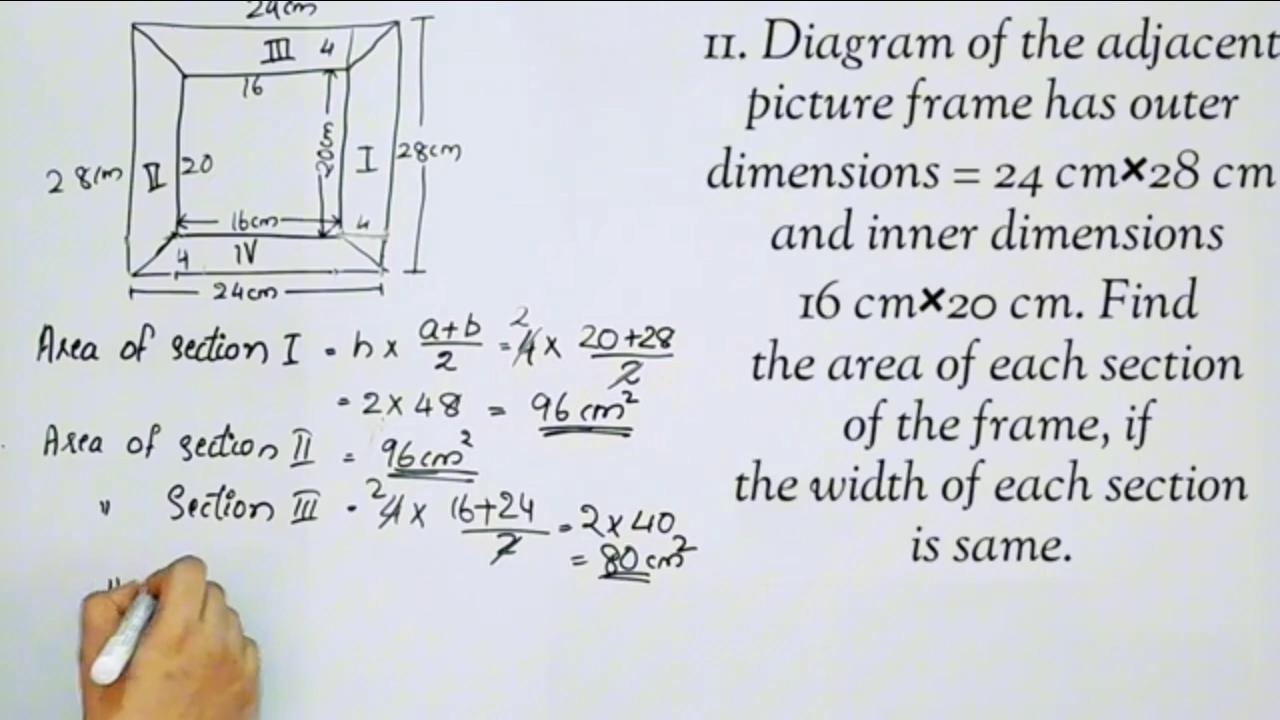 24cm
III 4
16
28cm II 20 20cm I 28cm
16cm 4
4 IV
24cm
Area of section I = h × a+b/2 = 2 4 × 20+28/2
= 2 × 48 = 96 cm²
Area of section II = 96cm²
" Section III = 2 4 × 16+24/2 = 2 × 40
= 80 cm²
"
11. Diagram of the adjacent
picture frame has outer
dimensions = 24 cm×28 cm
and inner dimensions
16 cm×20 cm. Find
the area of each section
of the frame, if
the width of each section
is same.